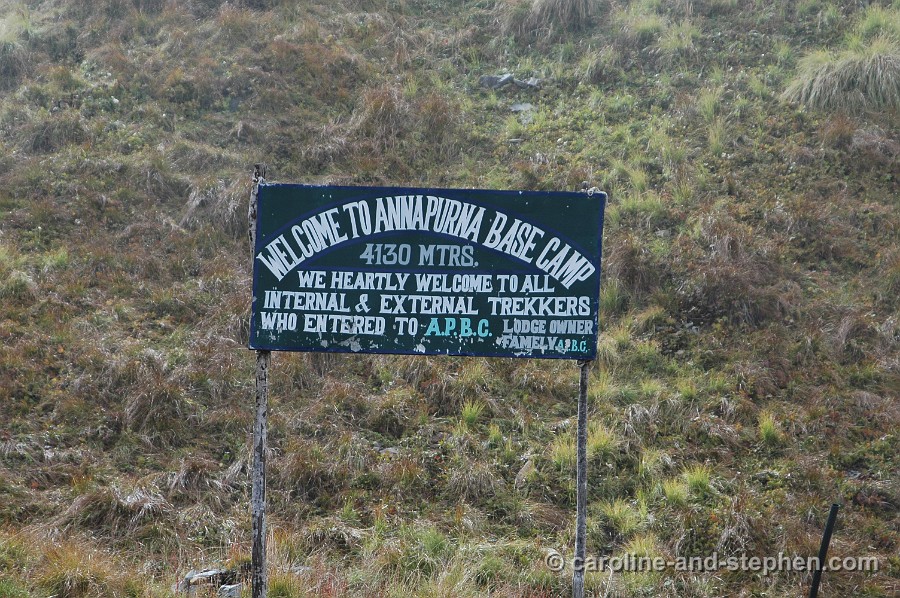 WELCOME TO ANNAPURNA BASE CAMP
4130 MTRS.
WE HEARTLY WELCOME TO ALL
INTERNAL & EXTERNAL TREKKERS
WHO ENTERED TO A.P.B.C. LODGE OWNER
FAMELY A.P.B.C.
© caroline-and-stephen.com